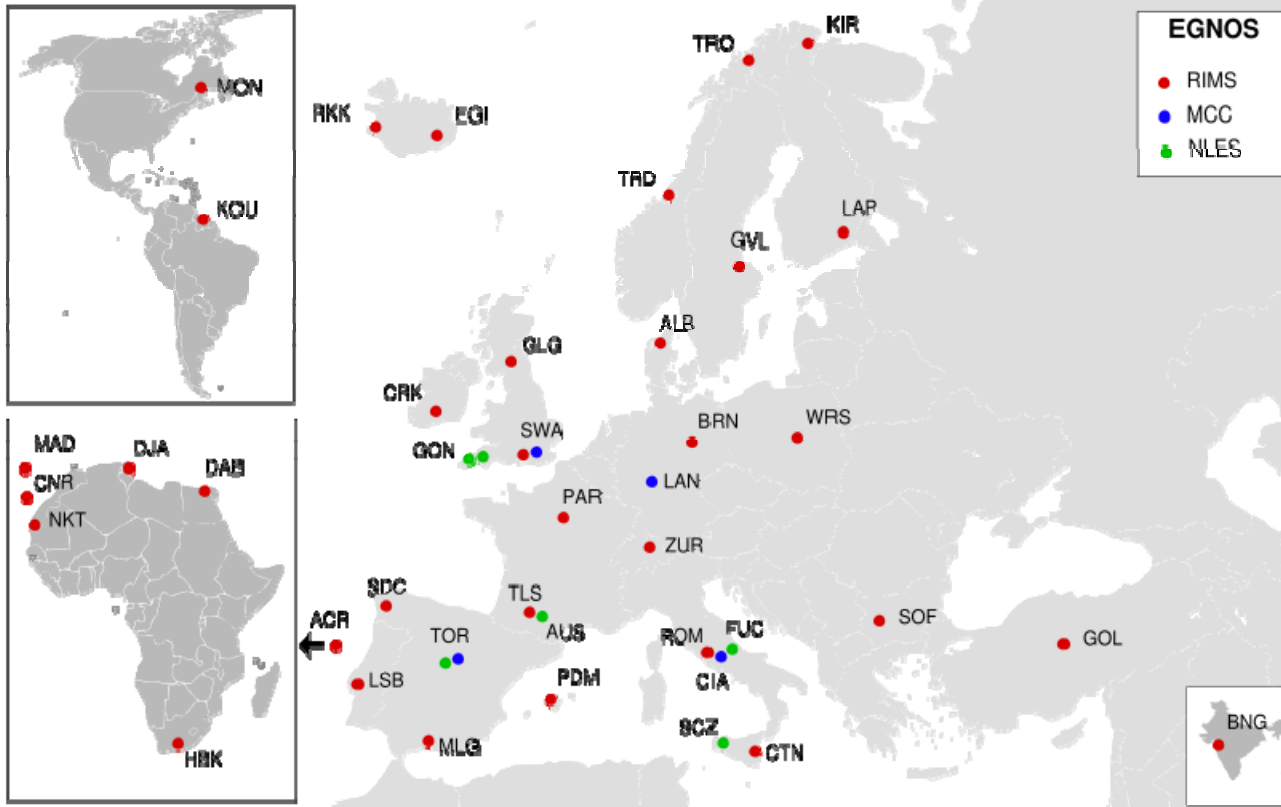 EGNOS
RIMS
MCC
NLES
MON
KOU
KIR
TRO
RKK
EGI
TRD
LAP
GVL
ALB
GLG
CRK
BRN
WRS
SWA
GON
LAN
PAR
ZUR
MAD
DJA
DAB
CNR
NKT
HBK
SDC
TLS
ACR
AUS
SOF
TOR
ROM
FUC
GOL
LSB
PDM
CIA
SCZ
MLG
CTN
BNG